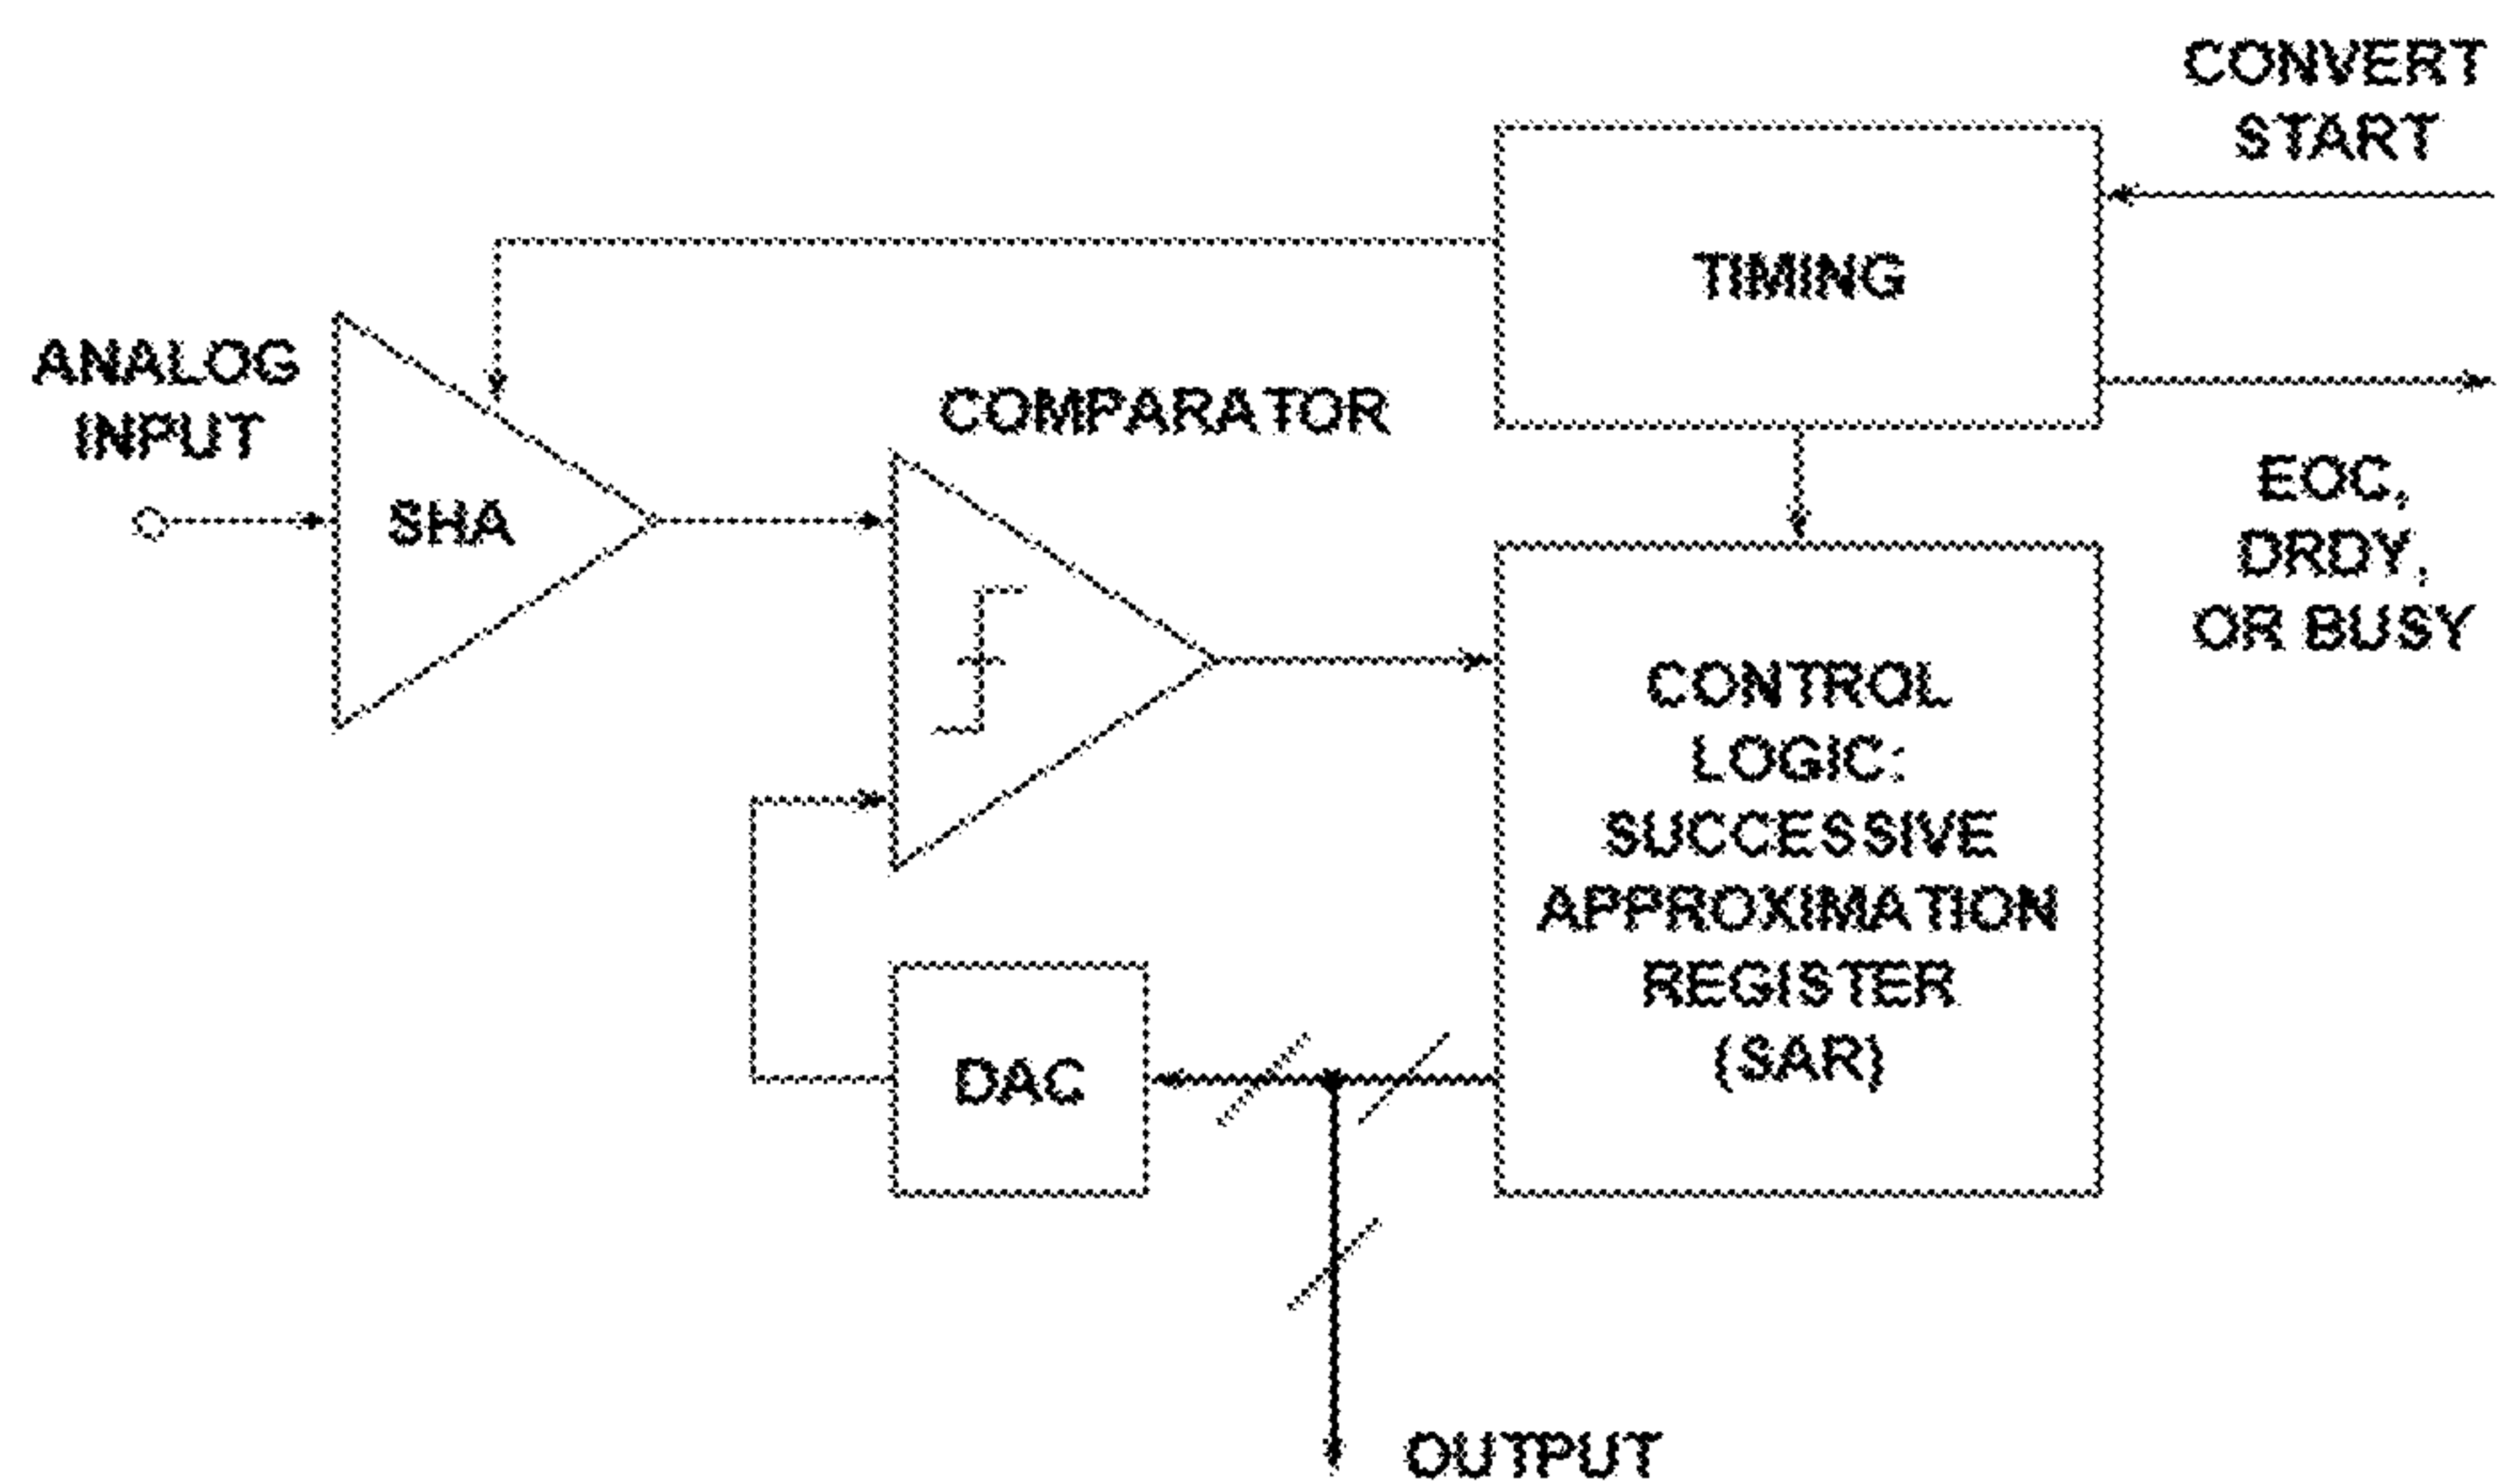 CONVERT
START
TIMING
ANALOG
INPUT
COMPARATOR
SHA
EOC,
DRDY,
OR BUSY
CONTROL
LOGIC:
SUCCESSIVE
APPROXIMATION
REGISTER
(SAR)
DAC
OUTPUT